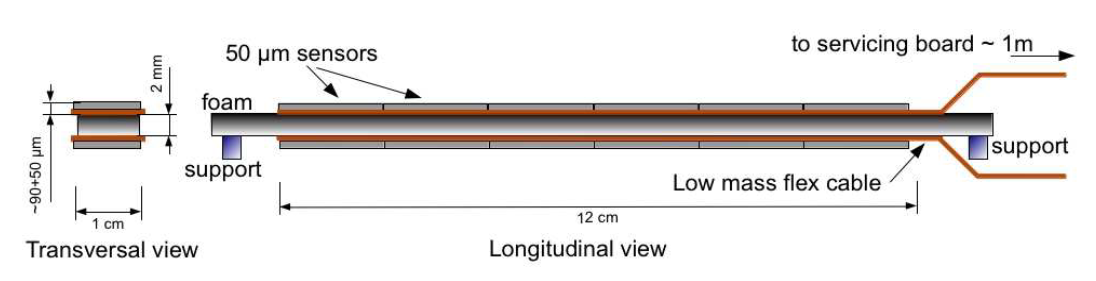 to servicing board ~ 1m
50 µm sensors
2 mm
foam
~90+50 µm
support
support
Low mass flex cable
1 cm
12 cm
Transversal view
Longitudinal view